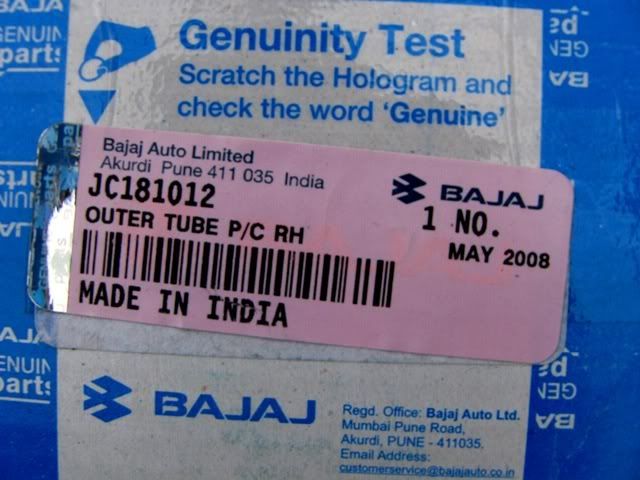 Genuinity Test
Scratch the Hologram and
check the word 'Genuine'
Bajaj Auto Limited
Akurdi Pune 411 035 India
JC181012
OUTER TUBE P/C RH
MADE IN INDIA
BAJAJ
1 NO.
MAY 2008
BAJAJ
Regd. Office: Bajaj Auto Ltd.
Mumbai Pune Road,
Akurdi, PUNE - 411035.
Email Address:
customerservice@bajajauto.co.in